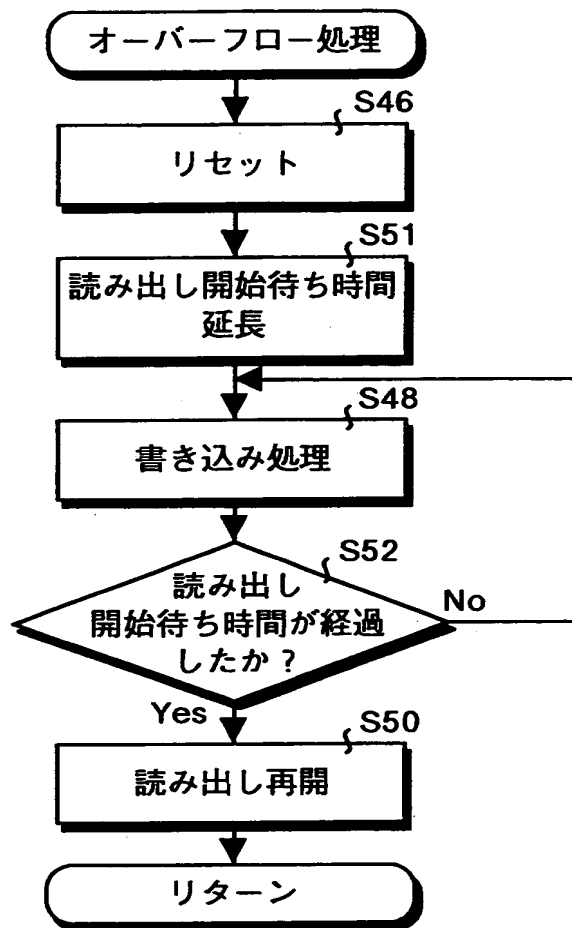 オーバーフロー処理
S46
リセット
S51
読み出し開始待ち時間
延長
S48
書き込み処理
S52
読み出し
開始待ち時間が経過
したか？
No
Yes
S50
読み出し再開
リターン